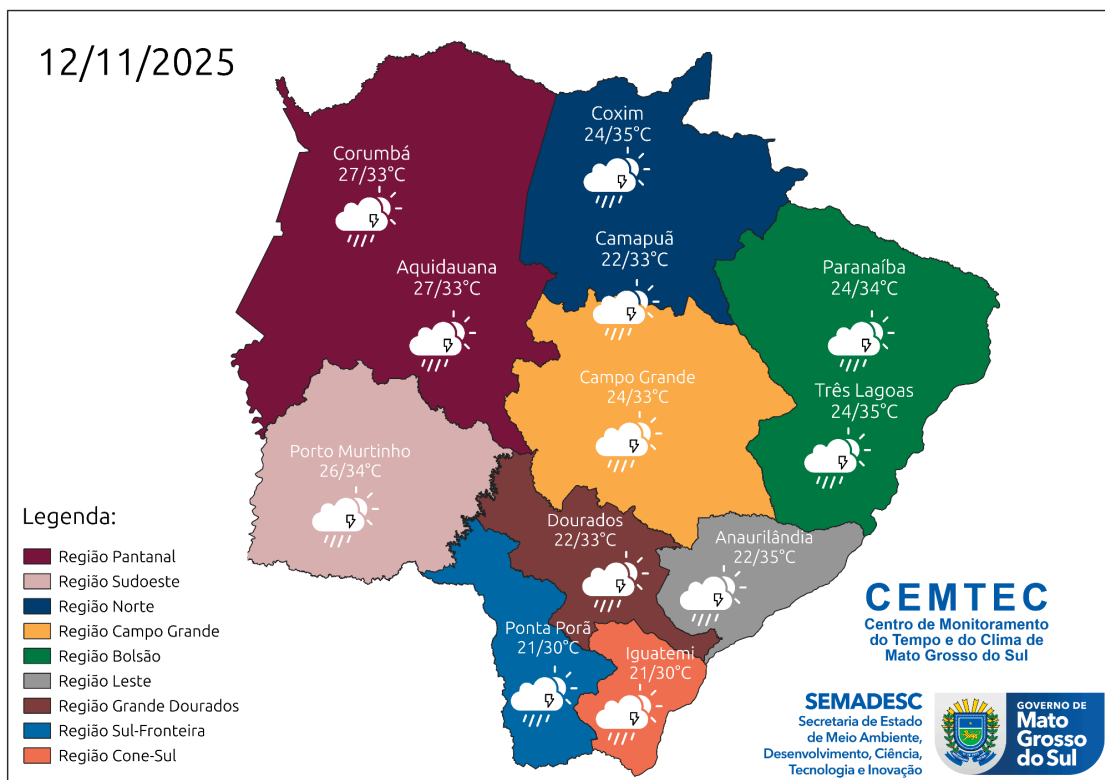 12/11/2025
Coxim
24/35°C
Corumbá
27/33°C
Camapuã
22/33°C
Aquidauana
27/33°C
Paranaíba
24/34°C
Campo Grande
24/33°C
Três Lagoas
24/35°C
Porto Murtinho
26/34°C
Dourados
22/33°C
Anaurilândia
22/35°C
Ponta Porã
21/30°C
Iguatemi
21/30°C
Legenda:
Região Pantanal
Região Sudoeste
Região Norte
Região Campo Grande
Região Bolsão
Região Leste
Região Grande Dourados
Região Sul-Fronteira
Região Cone-Sul
CEMTEC
Centro de Monitoramento
do Tempo e do Clima de
Mato Grosso do Sul
SEMADESC
Secretaria de Estado
de Meio Ambiente,
Desenvolvimento, Ciência,
Tecnologia e Inovação
GOVERNO DE
Mato
Grosso
do Sul